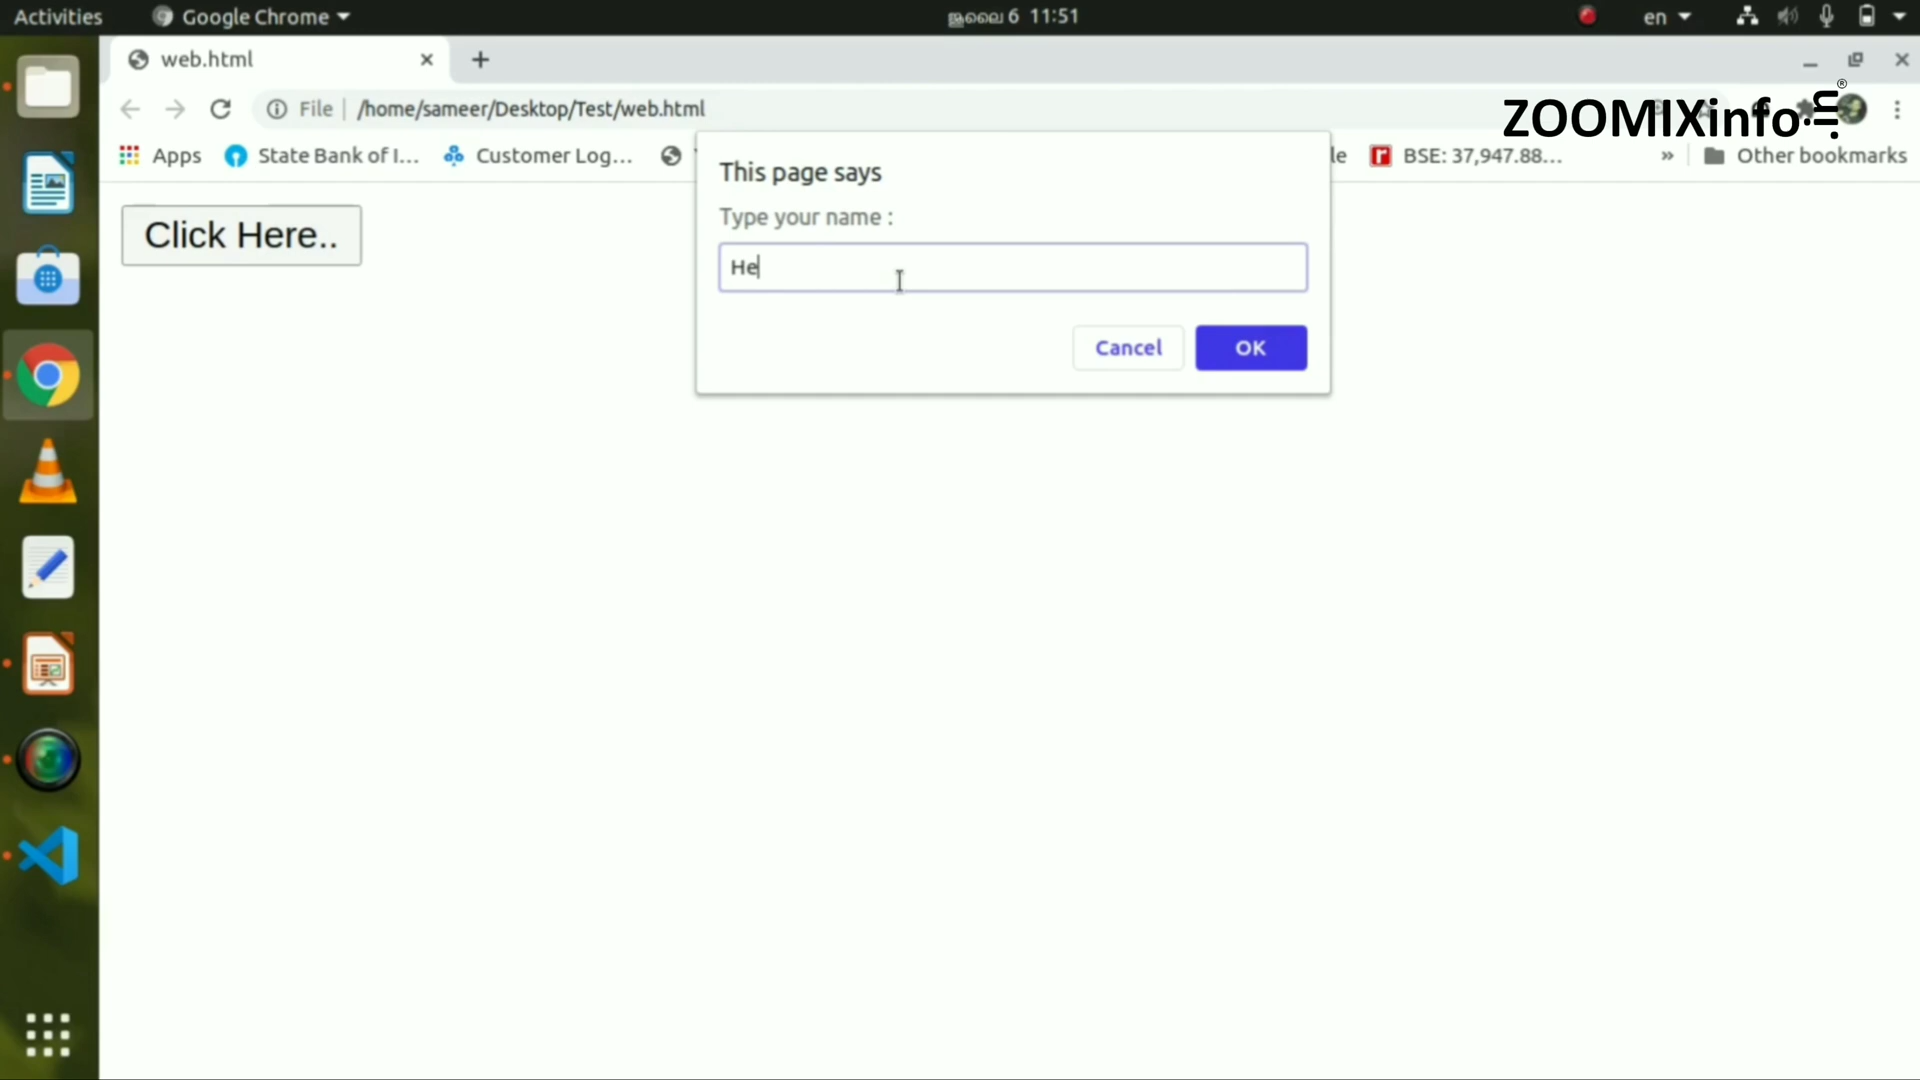 Activities
Google Chrome
ജൂലൈ 6 11:51
en
web.html
File
/home/sameer/Desktop/Test/web.html
ZOOMIXinfo.in
Apps
State Bank of I...
Customer Log...
le
BSE: 37,947.88...
»
Other bookmarks
This page says
Type your name :
He
Cancel
OK
Click Here..